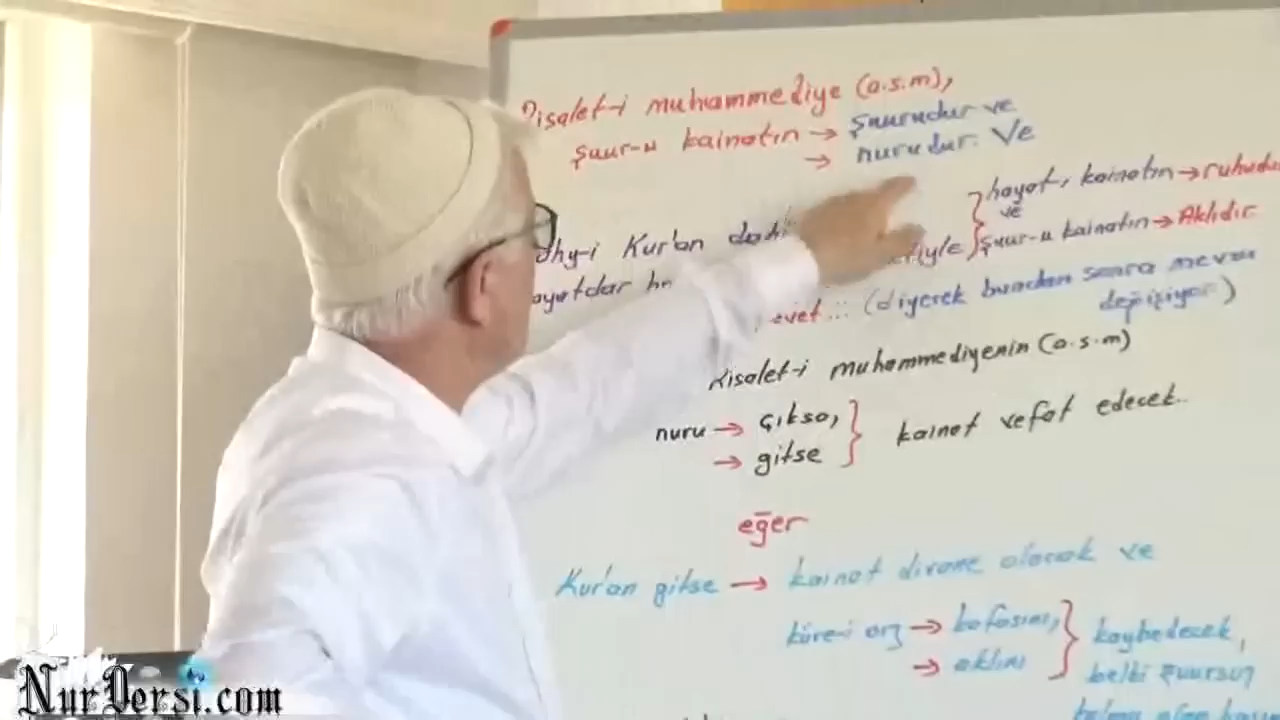 Risalet-i muhammediye (a.s.m),
şuur-u kainatın → şuurudur ve
→ nurudur. Ve
hayat, kainatın → ruhudur
ve
Kur'an dahi
şuur-u kainatın → Aklıdır
evet... (diyerek bundan sonra mevzu
değişiyor)
Risalet-i muhammediyenin (a.s.m)
nuru → çıksa,
→ gitse
kainat vefat edecek..
eğer
Kur'an gitse → kainat divane olacak ve
küre-i arz → kafasını,
→ aklını
kaybedecek,
belki şuursuz
NurDersi.com